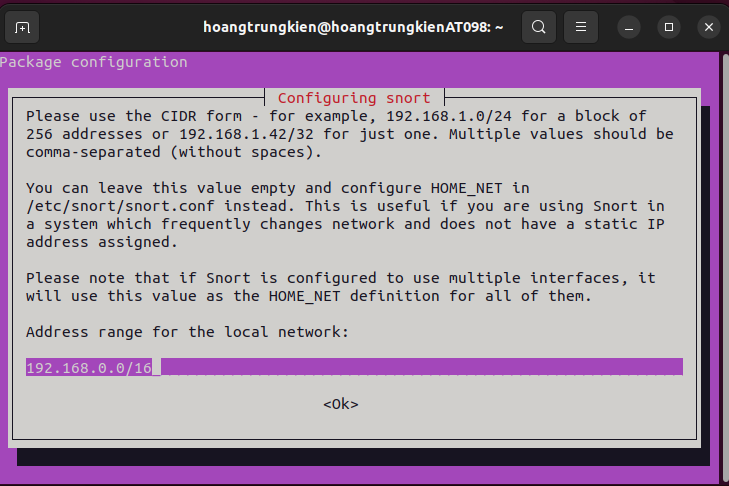 hoangtrungkien@hoangtrungkienAT098: ~
Package configuration
Configuring snort
Please use the CIDR form - for example, 192.168.1.0/24 for a block of
256 addresses or 192.168.1.42/32 for just one. Multiple values should be
comma-separated (without spaces).
You can leave this value empty and configure HOME_NET in
/etc/snort/snort.conf instead. This is useful if you are using Snort in
a system which frequently changes network and does not have a static IP
address assigned.
Please note that if Snort is configured to use multiple interfaces, it
will use this value as the HOME_NET definition for all of them.
Address range for the local network:
192.168.0.0/16
<Ok>